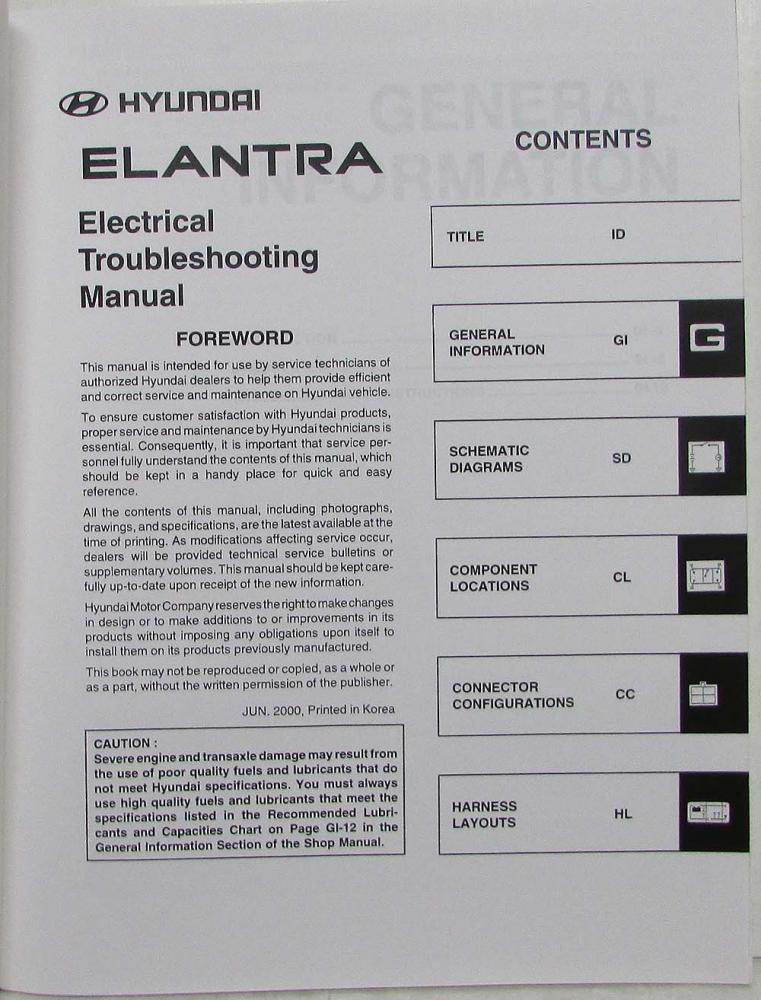 HYUNDAI
ELANTRA
Electrical
Troubleshooting
Manual
FOREWORD
This manual is intended for use by service technicians of
authorized Hyundai dealers to help them provide efficient
and correct service and maintenance on Hyundai vehicle.
To ensure customer satisfaction with Hyundai products,
proper service and maintenance by Hyundai technicians is
essential. Consequently, it is important that service per-
sonnel fully understand the contents of this manual, which
should be kept in a handy place for quick and easy
reference.
All the contents of this manual, including photographs,
drawings, and specifications, are the latest available at the
time of printing. As modifications affecting service occur,
dealers will be provided technical service bulletins or
supplementary volumes. This manual should be kept care-
fully up-to-date upon receipt of the new information.
Hyundai Motor Company reserves the right to make changes
in design or to make additions to or improvements in its
products without imposing any obligations upon itself to
install them on its products previously manufactured.
This book may not be reproduced or copied, as a whole or
as a part, without the written permission of the publisher.
JUN. 2000, Printed in Korea
CAUTION :
Severe engine and transaxle damage may result from
the use of poor quality fuels and lubricants that do
not meet Hyundai specifications. You must always
use high quality fuels and lubricants that meet the
specifications listed in the Recommended Lubri-
cants and Capacities Chart on Page GI-12 in the
General Information Section of the Shop Manual.
CONTENTS
TITLE ID
GENERAL
INFORMATION GI G
SCHEMATIC
DIAGRAMS SD
COMPONENT
LOCATIONS CL
CONNECTOR
CONFIGURATIONS CC
HARNESS
LAYOUTS HL
GENERAL
INFORMATION